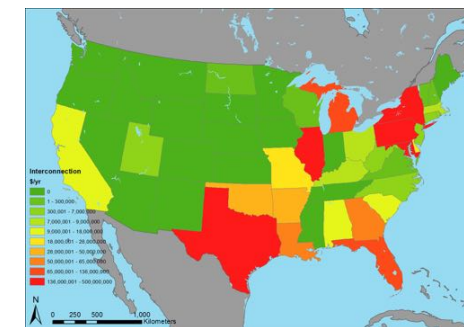 Interconnection
$/yr
0
1 - 300,000
300,001 - 7,000,000
7,000,001 - 9,000,000
9,000,001 - 18,000,000
18,000,001 - 28,000,000
28,000,001 - 50,000,000
50,000,001 - 65,000,000
65,000,001 - 138,000,000
138,000,001 - 500,000,000
N
0 250 500 1,000
Kilometers